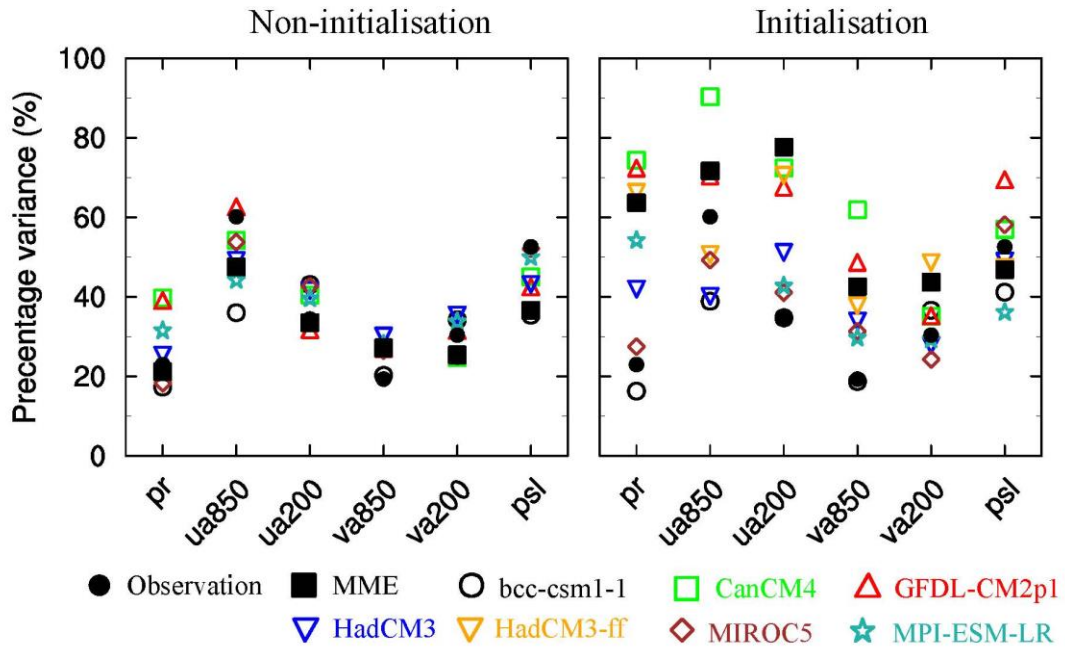 Non-initialisation
Initialisation
Precentage variance (%)
100
80
60
40
20
0
pr
ua850
ua200
va850
va200
psl
pr
ua850
ua200
va850
va200
psl
Observation MME bcc-csm1-1 CanCM4 GFDL-CM2p1
HadCM3 HadCM3-ff MIROC5 MPI-ESM-LR